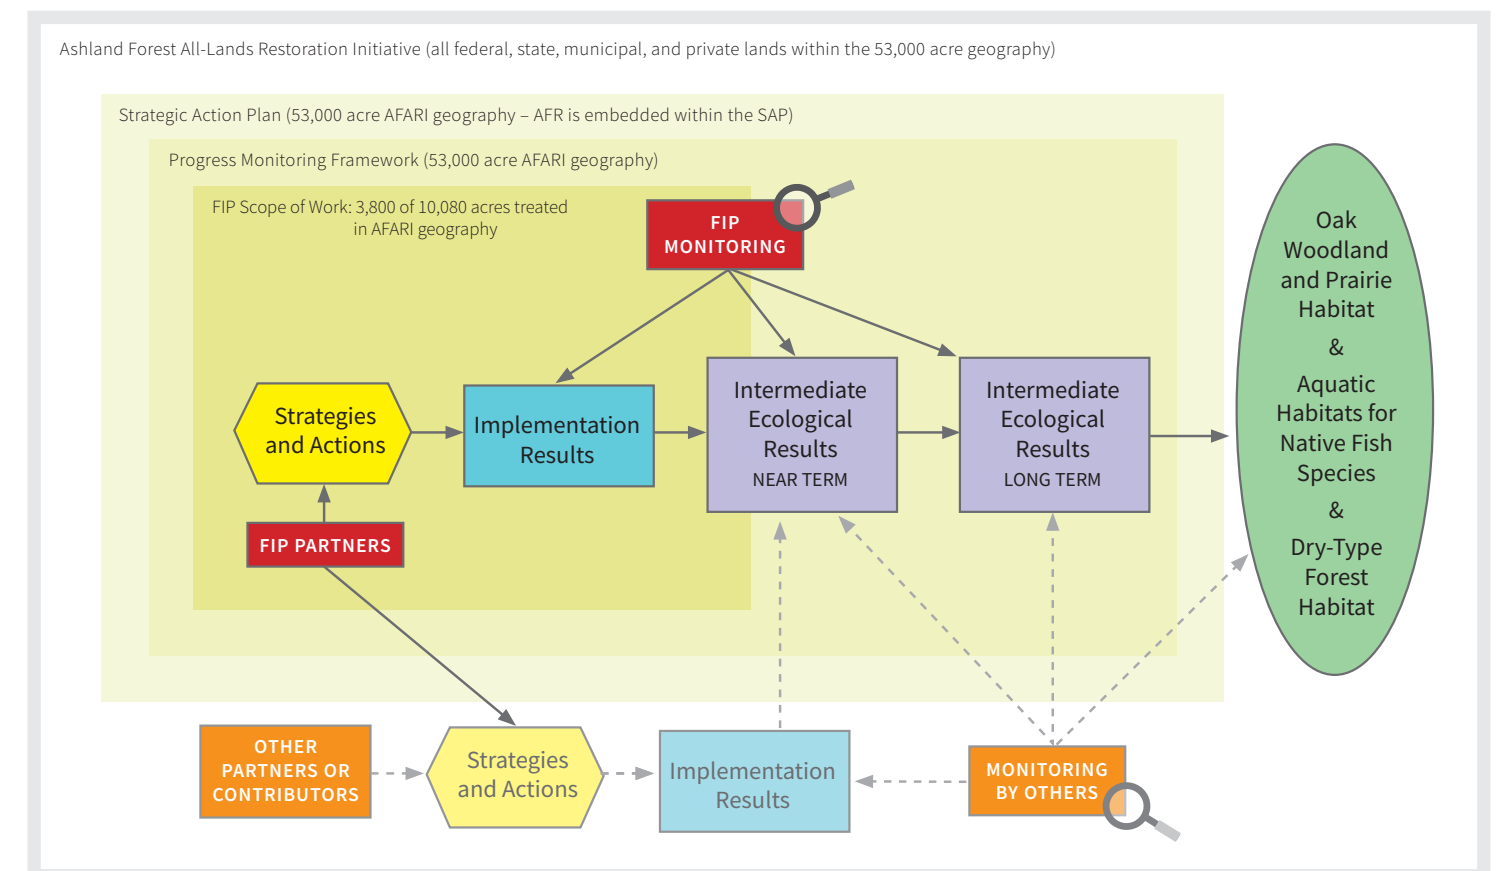 Ashland Forest All-Lands Restoration Initiative (all federal, state, municipal, and private lands within the 53,000 acre geography)
Strategic Action Plan (53,000 acre AFARI geography – AFR is embedded within the SAP)
Progress Monitoring Framework (53,000 acre AFARI geography)
FIP Scope of Work: 3,800 of 10,080 acres treated
in AFARI geography
FIP
MONITORING
Strategies
and Actions
Implementation
Results
Intermediate
Ecological
Results
NEAR TERM
Intermediate
Ecological
Results
LONG TERM
FIP PARTNERS
Oak
Woodland
and Prairie
Habitat
&
Aquatic
Habitats for
Native Fish
Species
&
Dry-Type
Forest
Habitat
OTHER
PARTNERS OR
CONTRIBUTORS
Strategies
and Actions
Implementation
Results
MONITORING
BY OTHERS